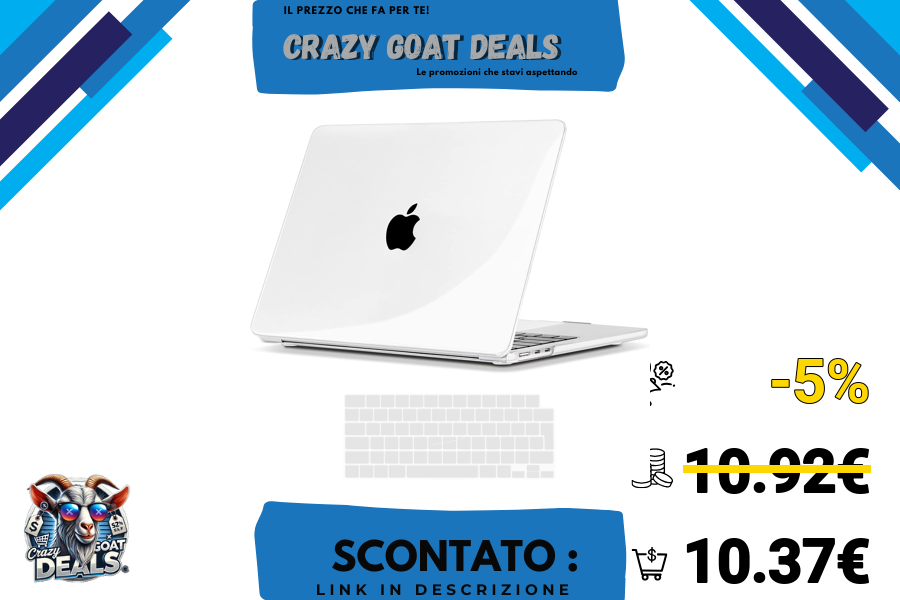 IL PREZZO CHE FA PER TE!
CRAZY GOAT DEALS
Le promozioni che stavi aspettando
-5%
10.92€
10.37€
$
57%
Crazy
GOAT
DEALS
SCONTATO :
LINK IN DESCRIZIONE